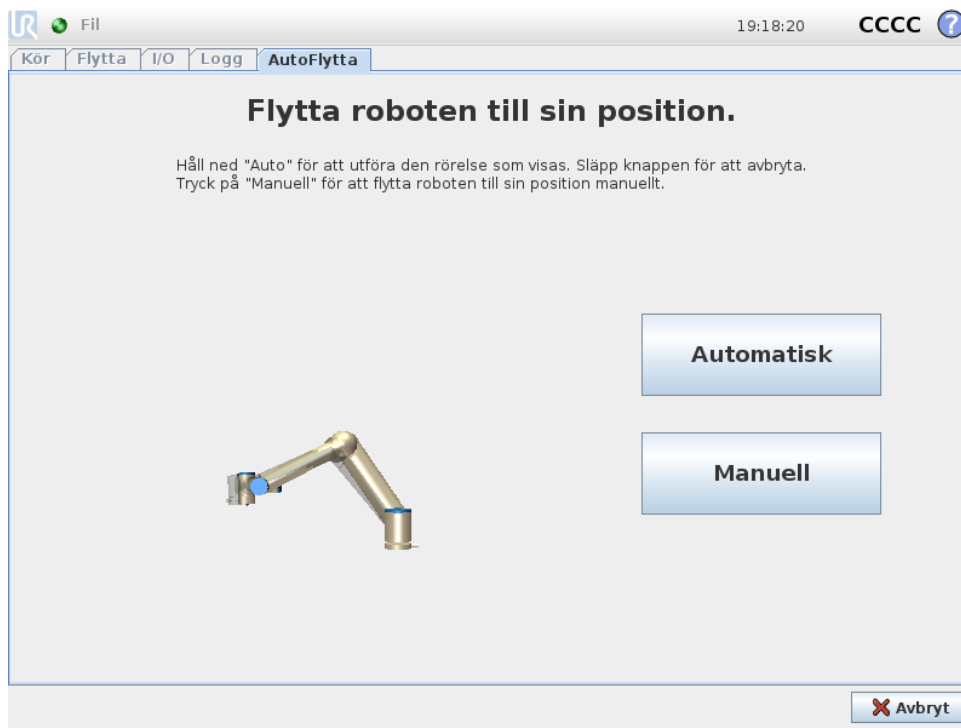 UR Fil 19:18:20 CCCC ?
Kör Flytta I/O Logg AutoFlytta
Flytta roboten till sin position.
Håll ned "Auto" för att utföra den rörelse som visas. Släpp knappen för att avbryta.
Tryck på "Manuell" för att flytta roboten till sin position manuellt.
Automatisk
Manuell
Avbryt